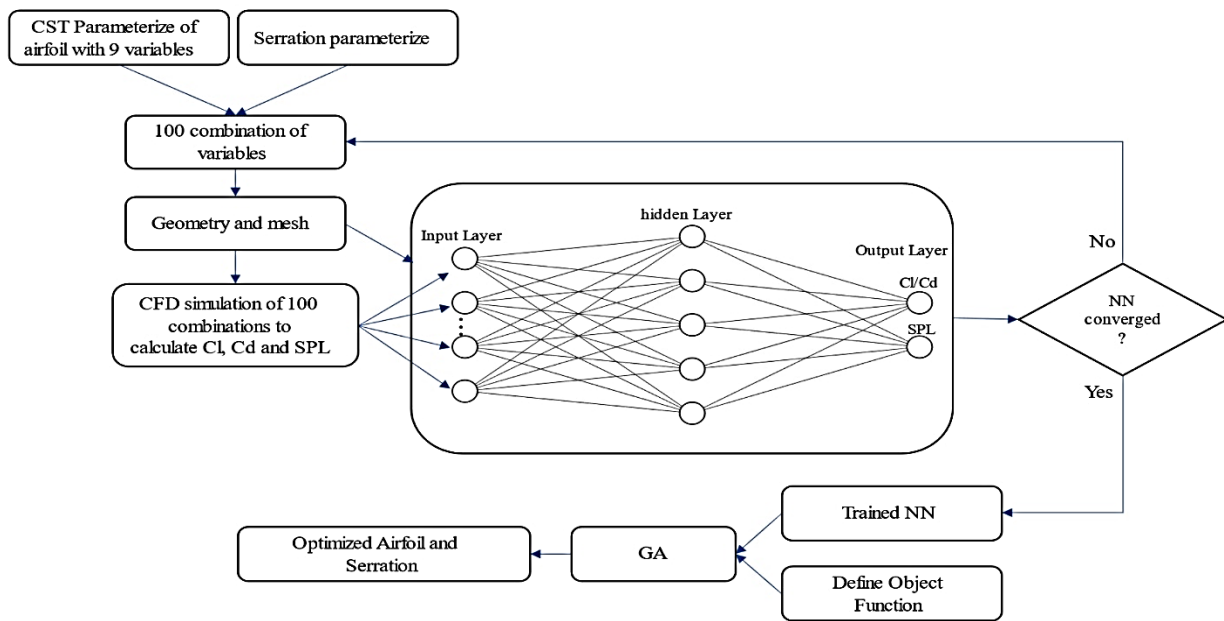 CST Parameterize of
airfoil with 9 variables
Serration parameterize
100 combination of
variables
Geometry and mesh
CFD simulation of 100
combinations to
calculate Cl, Cd and SPL
Input Layer
hidden Layer
Output Layer
Cl/Cd
SPL
No
NN
converged
?
Yes
Trained NN
Define Object
Function
GA
Optimized Airfoil and
Serration